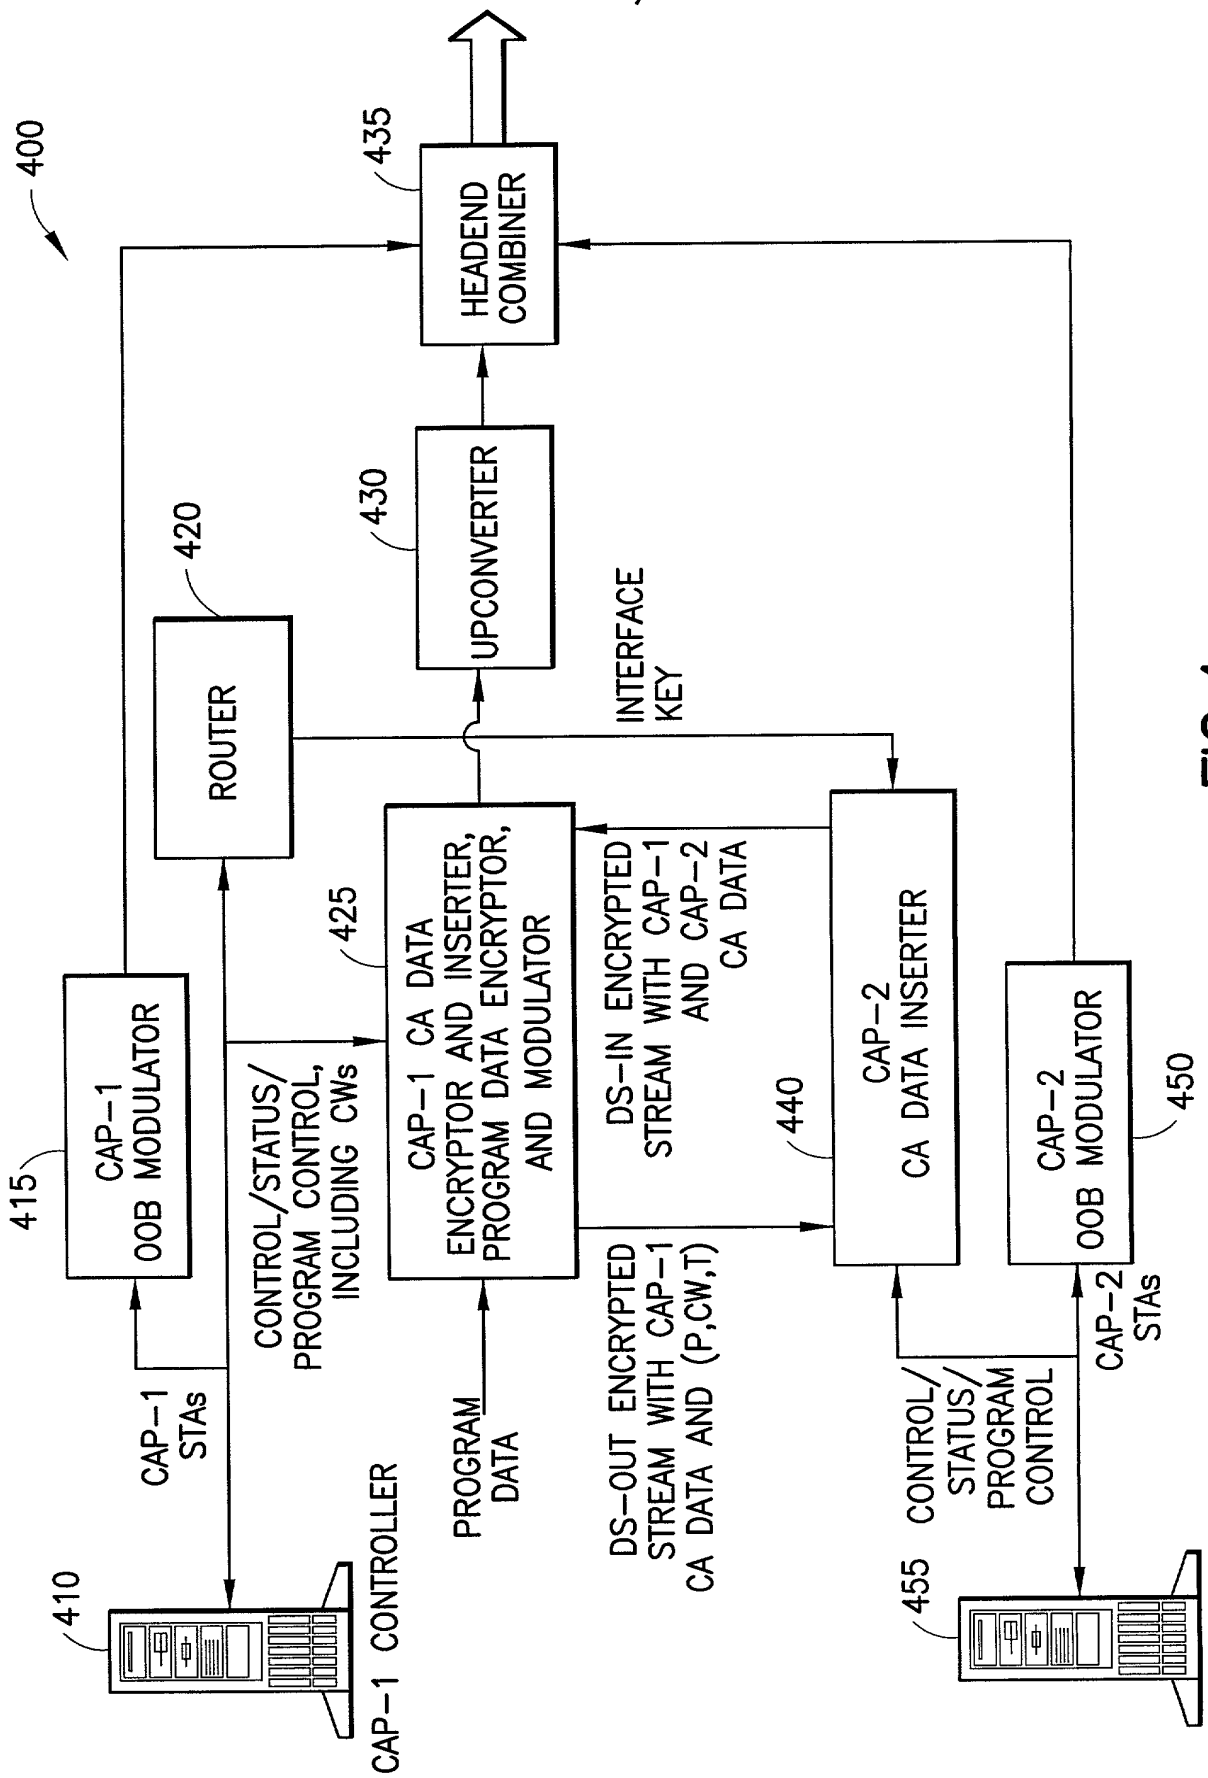 400
415
CAP-1
OOB MODULATOR
CAP-1
STAs
410
CAP-1 CONTROLLER
420
ROUTER
CONTROL/STATUS/
PROGRAM CONTROL,
INCLUDING CWs
425
CAP-1 CA DATA
ENCRYPTOR AND INSERTER,
PROGRAM DATA ENCRYPTOR,
AND MODULATOR
PROGRAM
DATA
430
UPCONVERTER
435
HEADEND
COMBINER
INTERFACE
KEY
DS-OUT ENCRYPTED
STREAM WITH CAP-1
CA DATA AND (P,CW,T)
DS-IN ENCRYPTED
STREAM WITH CAP-1
AND CAP-2
CA DATA
440
CAP-2
CA DATA INSERTER
CONTROL/
STATUS/
PROGRAM
CONTROL
455
CAP-2
STAs
CAP-2
OOB MODULATOR
450